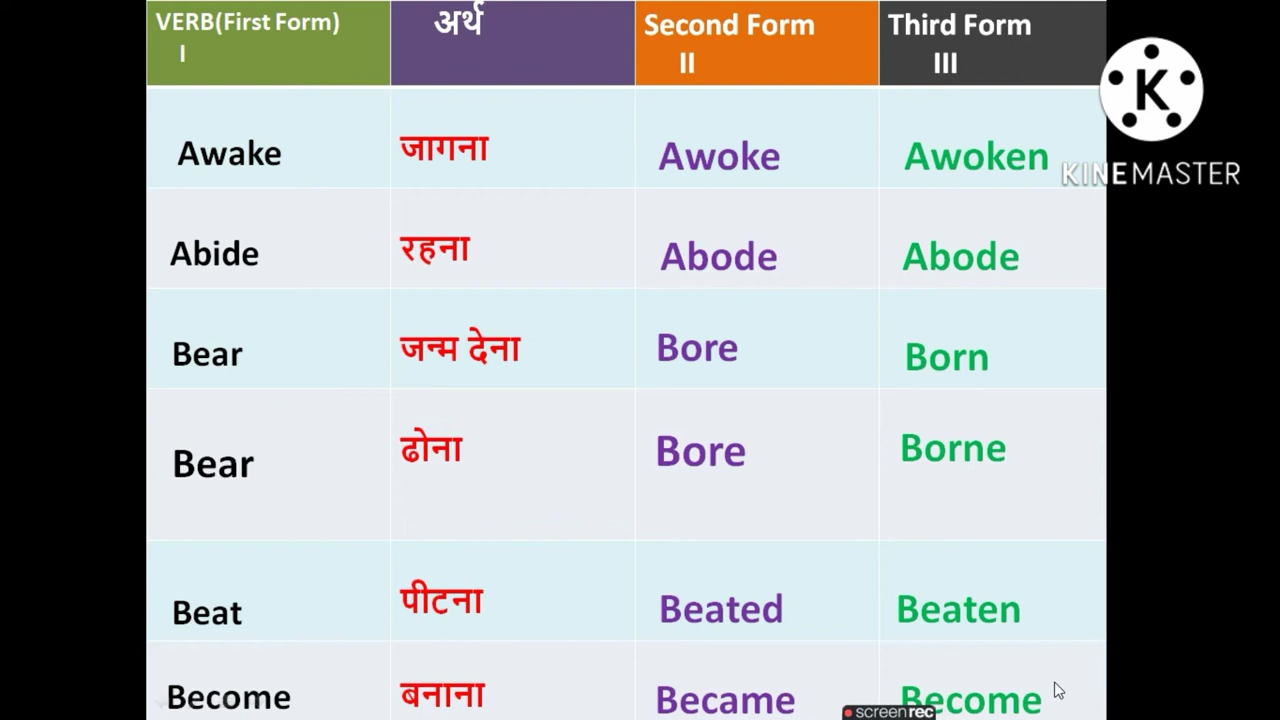 VERB(First Form) अर्थ Second Form Third Form
I II III
K
KINEMASTER
Awake जागना Awoke Awoken
Abide रहना Abode Abode
Bear जन्म देना Bore Born
Bear ढोना Bore Borne
Beat पीटना Beated Beaten
Become बनाना Became Become
screenrec